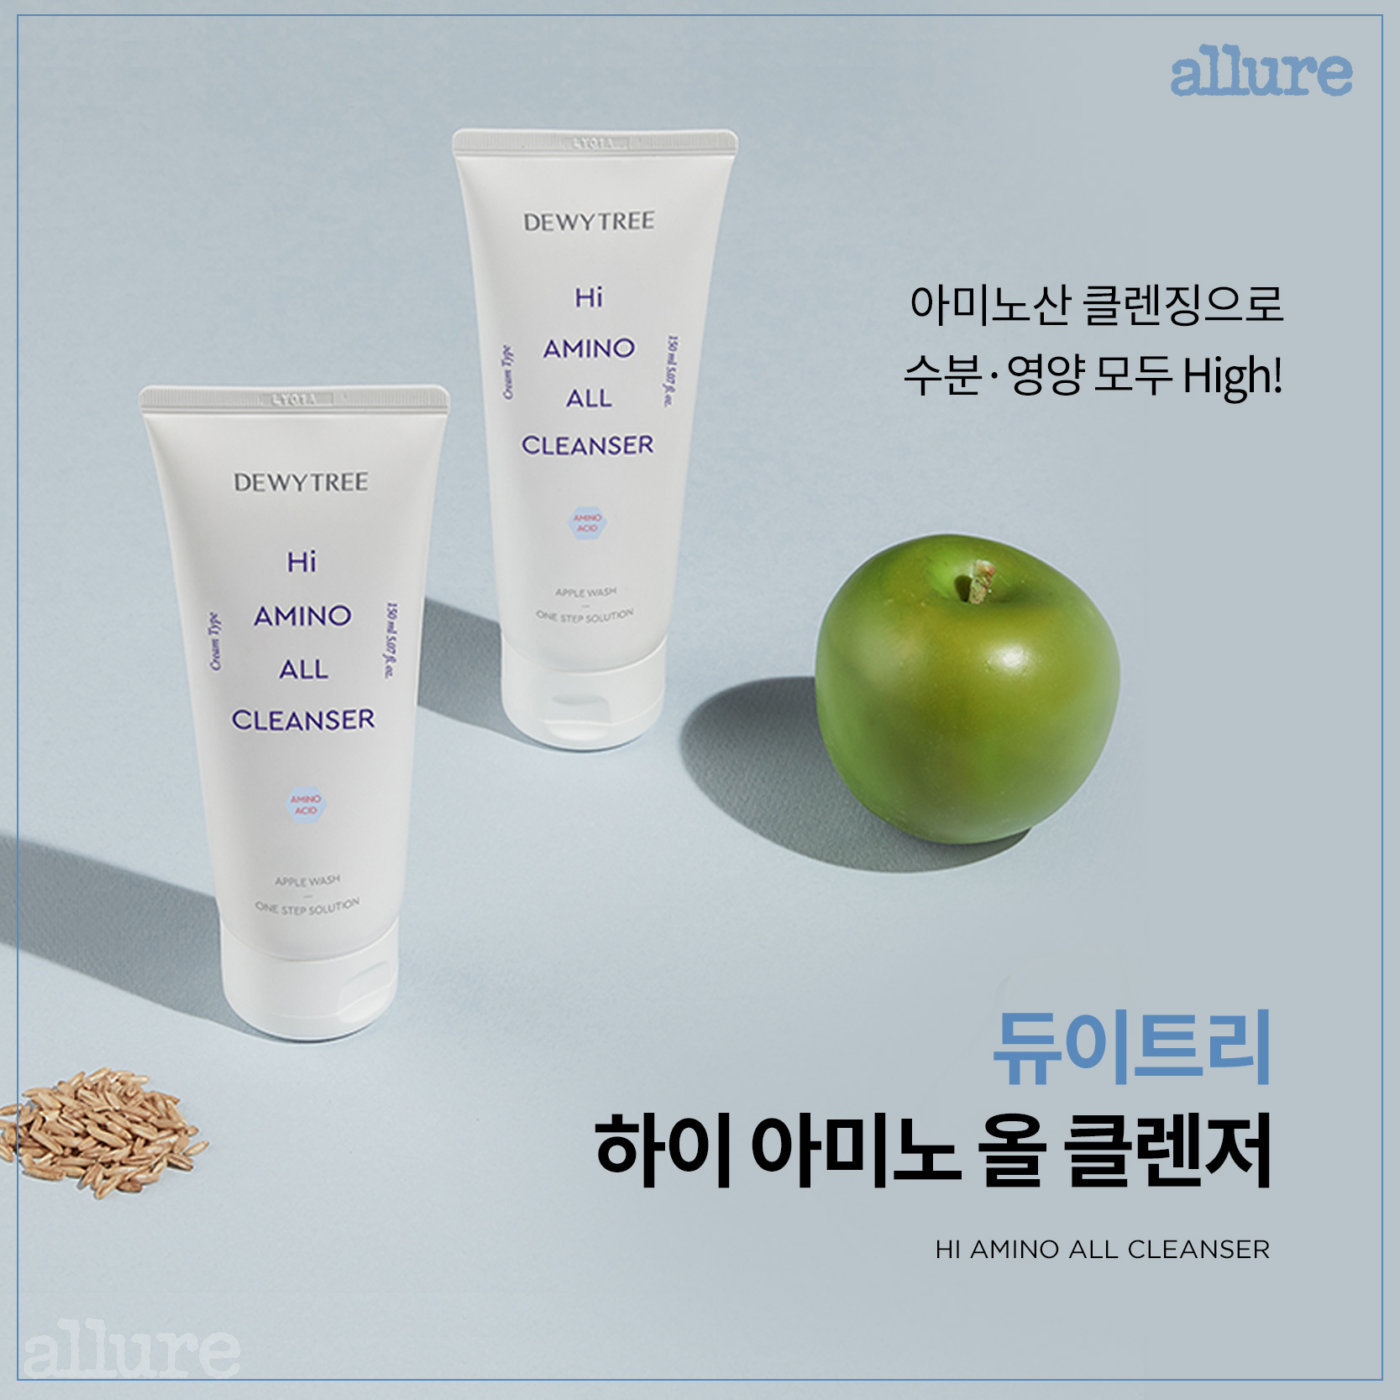 allure
아미노산 클렌징으로
수분·영양 모두 High!
LY01A
DEWYTREE
Hi
AMINO
ALL
CLEANSER
Cream Type
150 ml 5.07 fl. oz.
AMINO
ACID
APPLE WASH
ONE STEP SOLUTION
LY01A
DEWYTREE
Hi
AMINO
ALL
CLEANSER
Cream Type
150 ml 5.07 fl. oz.
AMINO
ACID
APPLE WASH
ONE STEP SOLUTION
듀이트리
하이 아미노 올 클렌저
HI AMINO ALL CLEANSER
allure